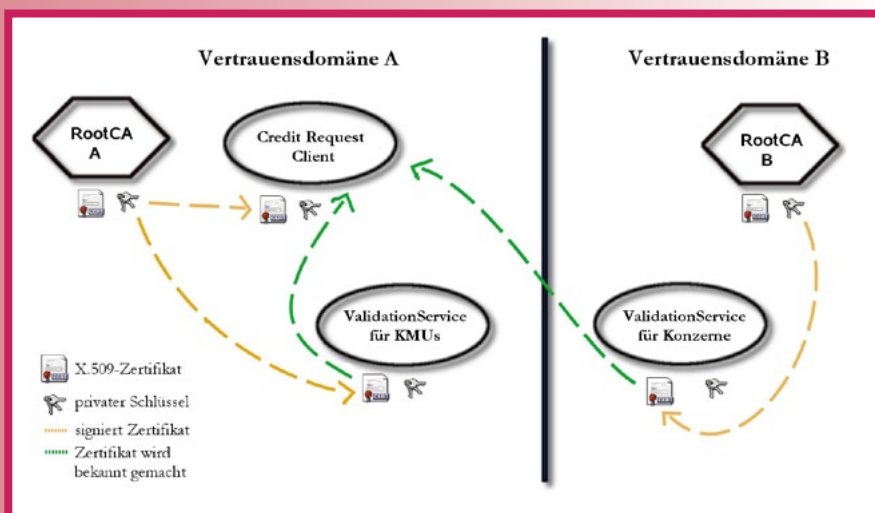 Vertrauensdomäne A
Vertrauensdomäne B
RootCA
A
Credit Request
Client
RootCA
B
ValidationService
für KMUs
ValidationService
für Konzerne
X.509-Zertifikat
privater Schlüssel
signiert Zertifikat
Zertifikat wird
bekannt gemacht